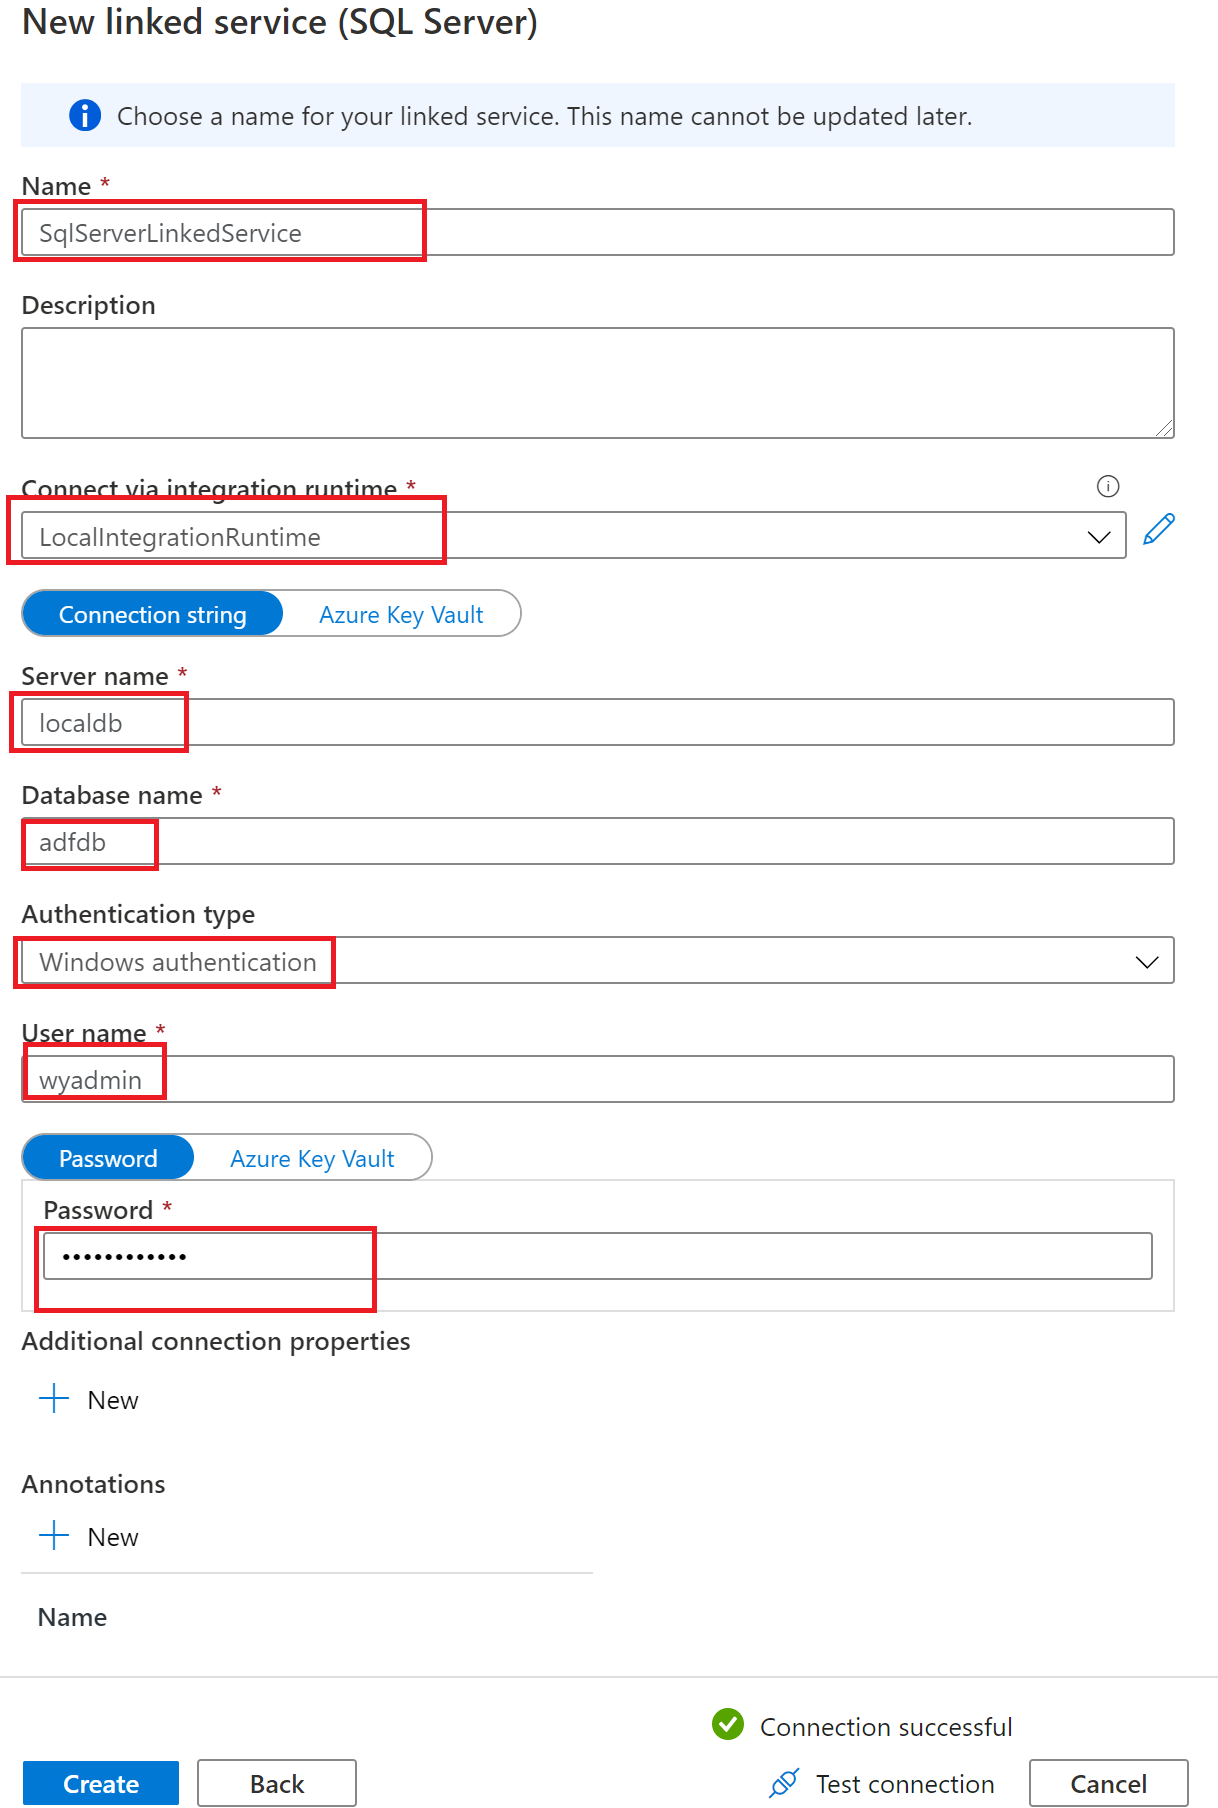 New linked service (SQL Server)
Choose a name for your linked service. This name cannot be updated later.
Name *
SqlServerLinkedService
Description
Connect via integration runtime *
LocalIntegrationRuntime
Connection string Azure Key Vault
Server name *
localdb
Database name *
adfdb
Authentication type
Windows authentication
User name *
wyadmin
Password Azure Key Vault
Password *
••••••••••••
Additional connection properties
New
Annotations
New
Name
Connection successful
Create Back Test connection Cancel